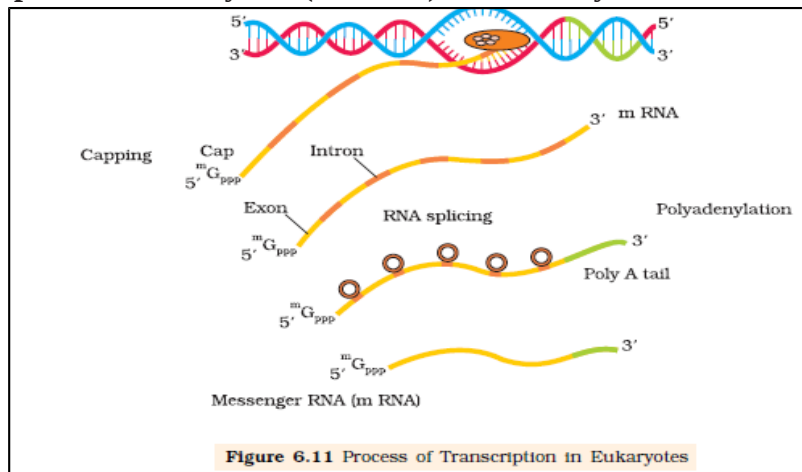 5′
3′
5′
3′
3′ m RNA
Capping Cap
5′ mGppp
Intron
Exon
RNA splicing
Polyadenylation
5′ mGppp
3′
Poly A tail
5′ mGppp
3′
5′ mGppp
Messenger RNA (m RNA)
Figure 6.11 Process of Transcription in Eukaryotes